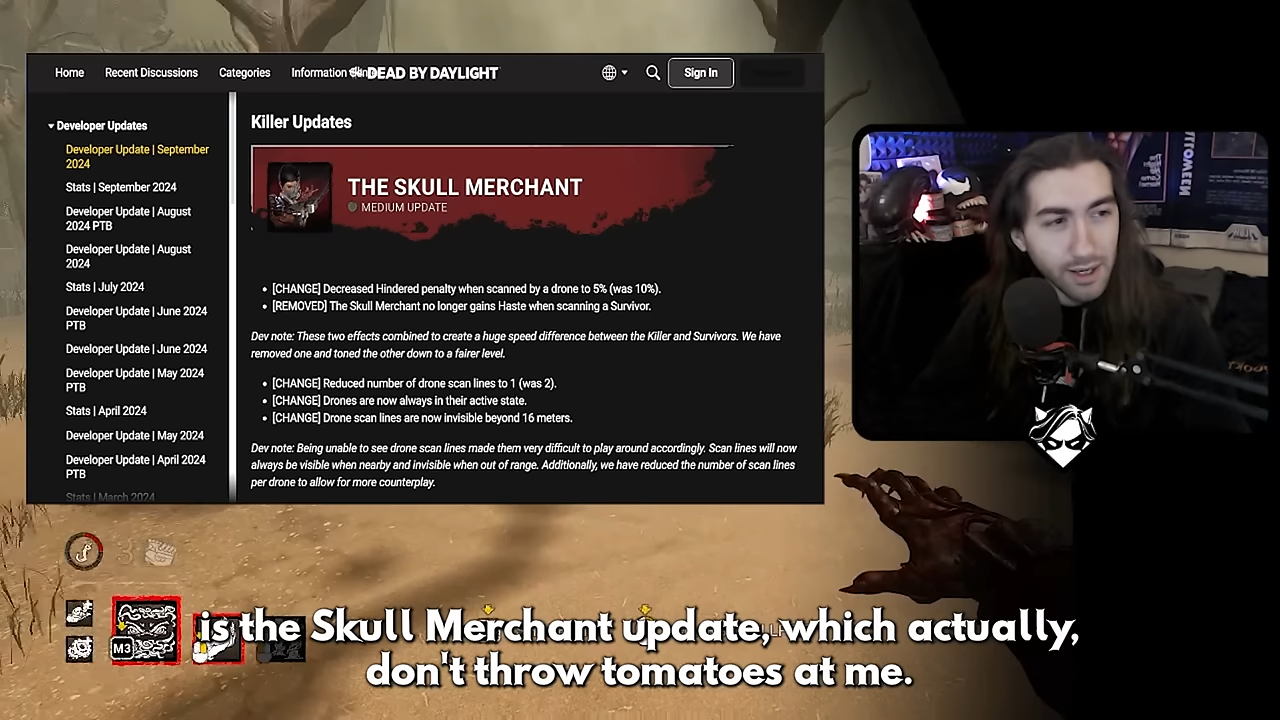 Home Recent Discussions Categories Information DEAD BY DAYLIGHT Sign In
Developer Updates
Developer Update | September
2024
Stats | September 2024
Developer Update | August
2024 PTB
Developer Update | August
2024
Stats | July 2024
Developer Update | June 2024
PTB
Developer Update | June 2024
Developer Update | May 2024
PTB
Stats | April 2024
Developer Update | May 2024
Developer Update | April 2024
PTB
Stats | March 2024
Killer Updates
THE SKULL MERCHANT
MEDIUM UPDATE
• [CHANGE] Decreased Hindered penalty when scanned by a drone to 5% (was 10%).
• [REMOVED] The Skull Merchant no longer gains Haste when scanning a Survivor.
Dev note: These two effects combined to create a huge speed difference between the Killer and Survivors. We have
removed one and toned the other down to a fairer level.
• [CHANGE] Reduced number of drone scan lines to 1 (was 2).
• [CHANGE] Drones are now always in their active state.
• [CHANGE] Drone scan lines are now invisible beyond 16 meters.
Dev note: Being unable to see drone scan lines made them very difficult to play around accordingly. Scan lines will now
always be visible when nearby and invisible when out of range. Additionally, we have reduced the number of scan lines
per drone to allow for more counterplay.
HALLOWEEN
3
M3
is the Skull Merchant update, which actually,
don't throw tomatoes at me.